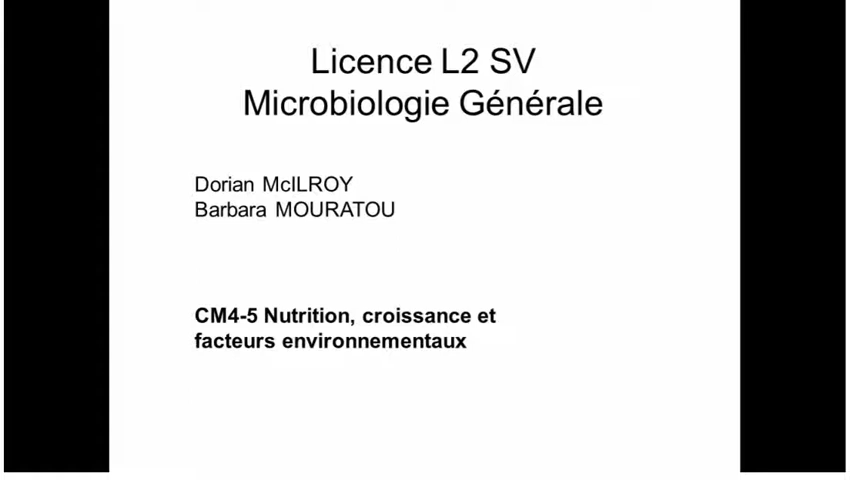 Licence L2 SV
Microbiologie Générale
Dorian McILROY
Barbara MOURATOU
CM4-5 Nutrition, croissance et
facteurs environnementaux